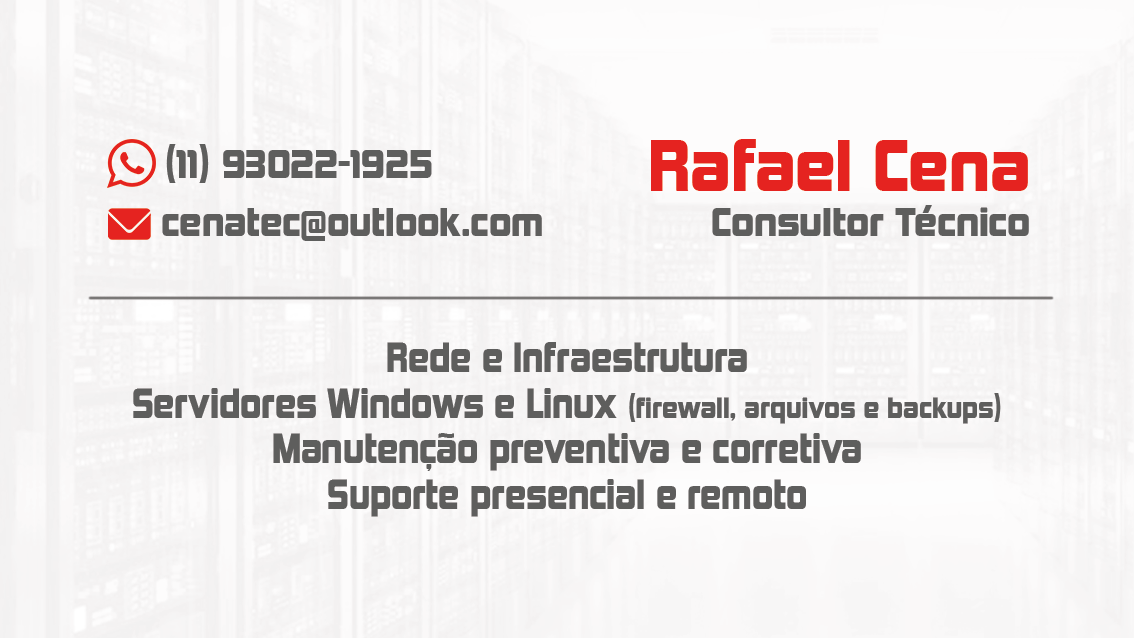 (11) 93022-1925
cenatec@outlook.com
Rafael Cena
Consultor Técnico
Rede e Infraestrutura
Servidores Windows e Linux (firewall, arquivos e backups)
Manutenção preventiva e corretiva
Suporte presencial e remoto